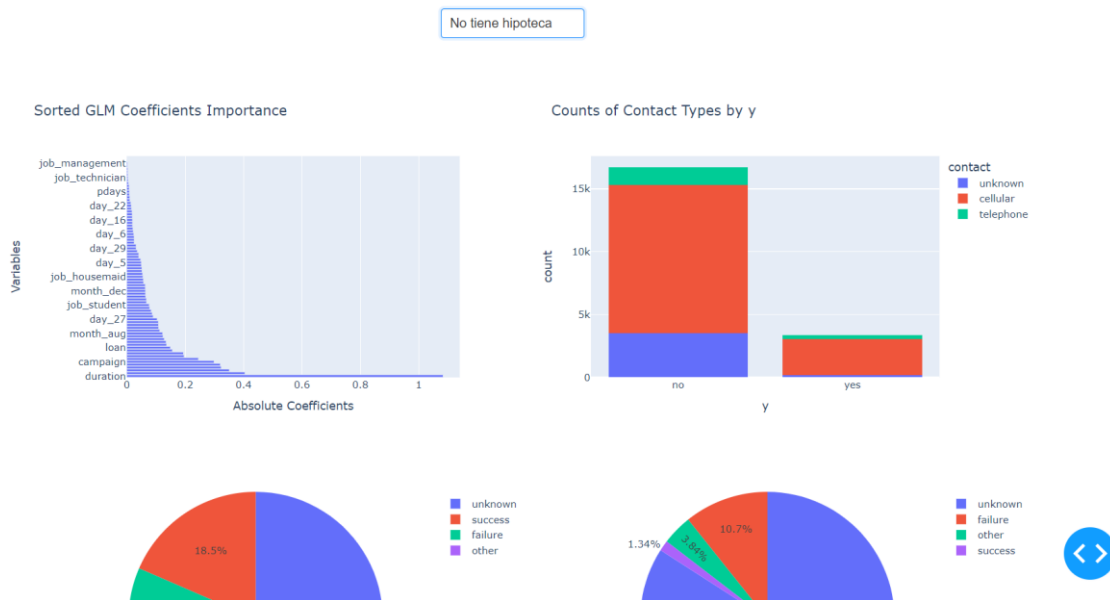 No tiene hipoteca
Sorted GLM Coefficients Importance
job_management
job_technician
pdays
day_22
day_16
day_6
day_29
day_5
job_housemaid
month_dec
job_student
day_27
month_aug
loan
campaign
duration
Variables
0 0.2 0.4 0.6 0.8 1
Absolute Coefficients
Counts of Contact Types by y
15k
10k
5k
0
count
no yes
y
contact
unknown
cellular
telephone
18.5%
unknown
success
failure
other
1.34%
3.84%
10.7%
unknown
failure
other
success